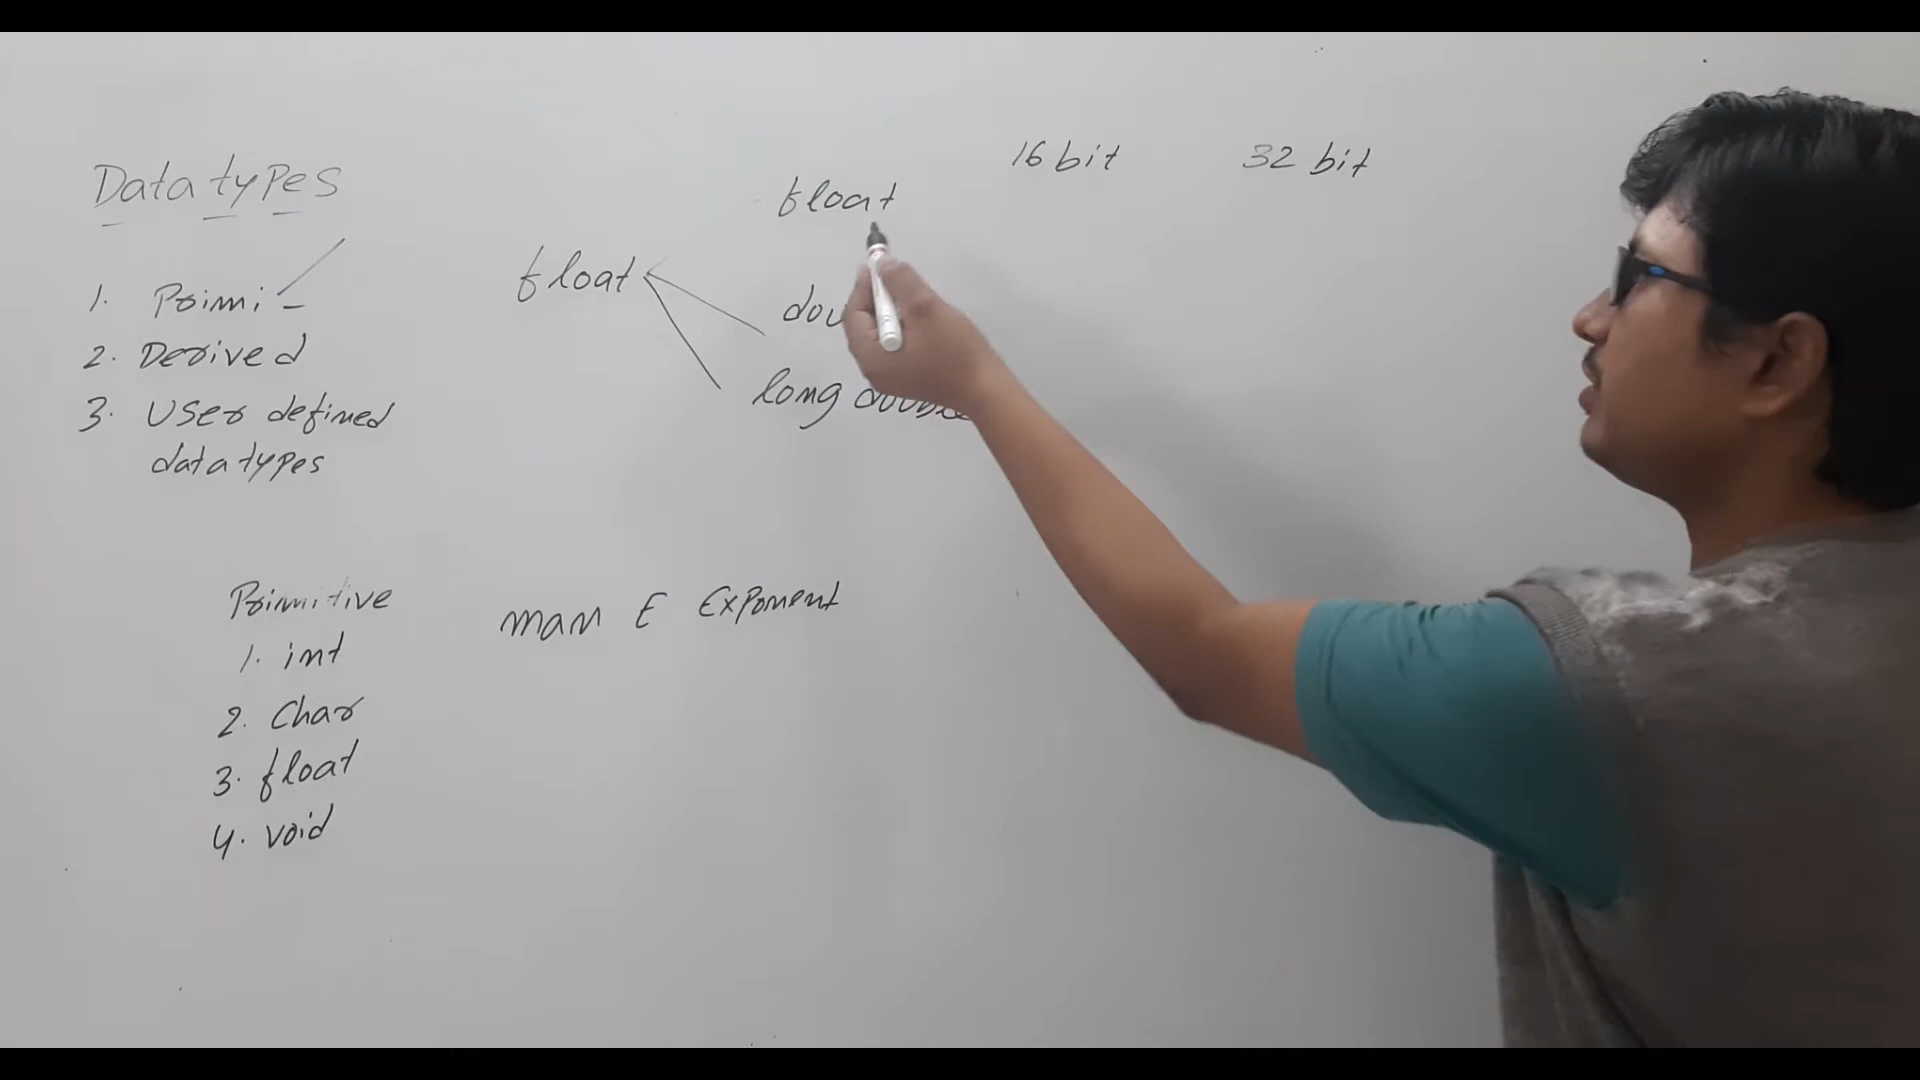 Datatypes
1. Primi -
2. Derived
3. User defined
datatypes
float
float
long double
16 bit
32 bit
Primitive
1. int
2. Char
3. float
4. void
man E Exponent